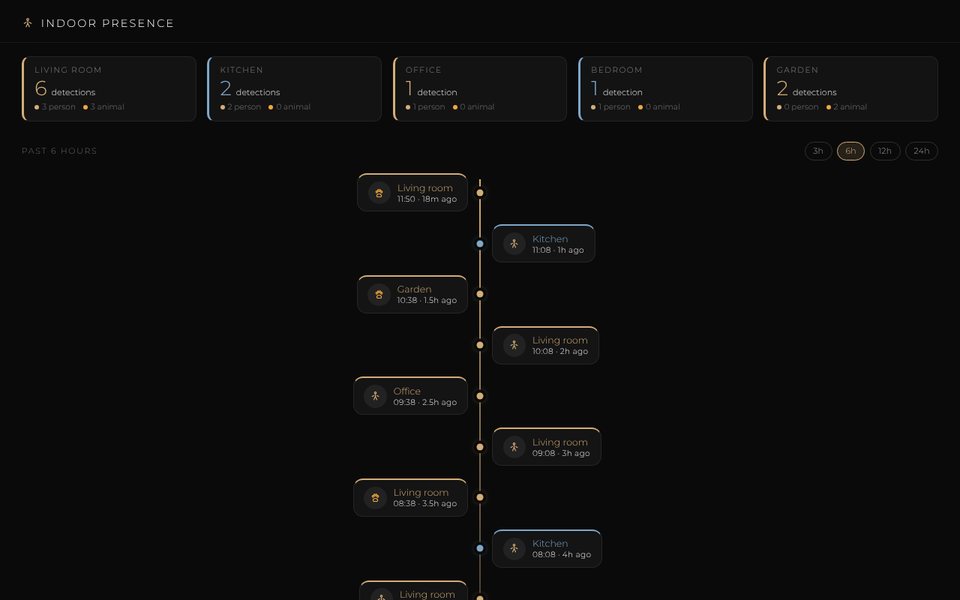 INDOOR PRESENCE
LIVING ROOM
6 detections
3 person 3 animal
KITCHEN
2 detections
2 person 0 animal
OFFICE
1 detection
1 person 0 animal
BEDROOM
1 detection
1 person 0 animal
GARDEN
2 detections
0 person 2 animal
PAST 6 HOURS
3h 6h 12h 24h
Living room
11:50 · 18m ago
Kitchen
11:08 · 1h ago
Garden
10:38 · 1.5h ago
Living room
10:08 · 2h ago
Office
09:38 · 2.5h ago
Living room
09:08 · 3h ago
Living room
08:38 · 3.5h ago
Kitchen
08:08 · 4h ago
Living room